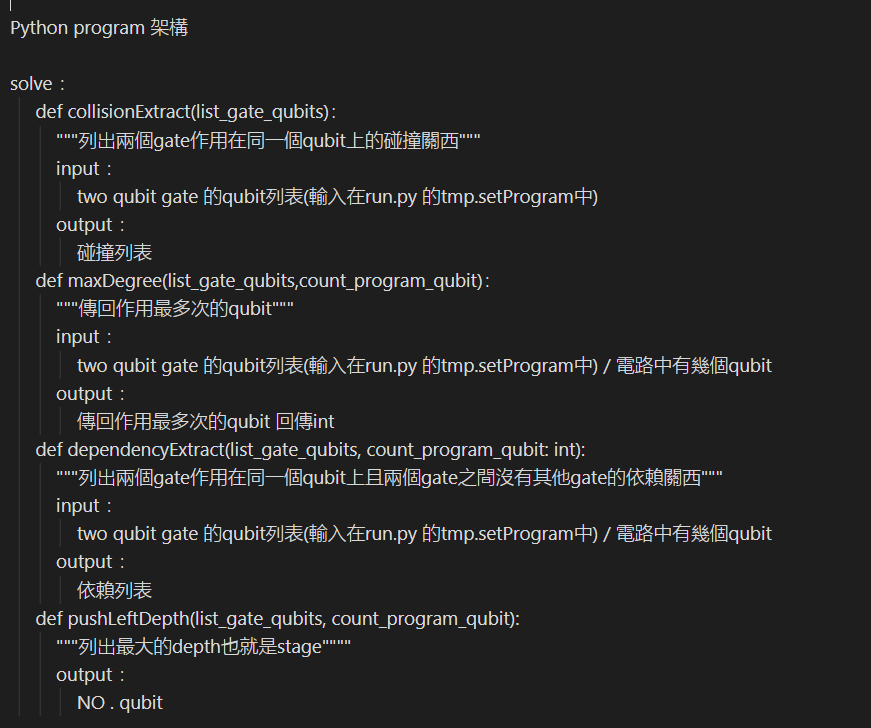 Python program 架構
solve：
def collisionExtract(list_gate_qubits)：
"""列出兩個gate作用在同一個qubit上的碰撞關西"""
input：
two qubit gate 的qubit列表(輸入在run.py 的tmp.setProgram中)
output：
碰撞列表
def maxDegree(list_gate_qubits,count_program_qubit)：
"""傳回作用最多次的qubit"""
input：
two qubit gate 的qubit列表(輸入在run.py 的tmp.setProgram中) / 電路中有幾個qubit
output：
傳回作用最多次的qubit 回傳int
def dependencyExtract(list_gate_qubits, count_program_qubit: int):
"""列出兩個gate作用在同一個qubit上且兩個gate之間沒有其他gate的依賴關西"""
input：
two qubit gate 的qubit列表(輸入在run.py 的tmp.setProgram中) / 電路中有幾個qubit
output：
依賴列表
def pushLeftDepth(list_gate_qubits, count_program_qubit):
"""列出最大的depth也就是stage""""
output：
NO . qubit